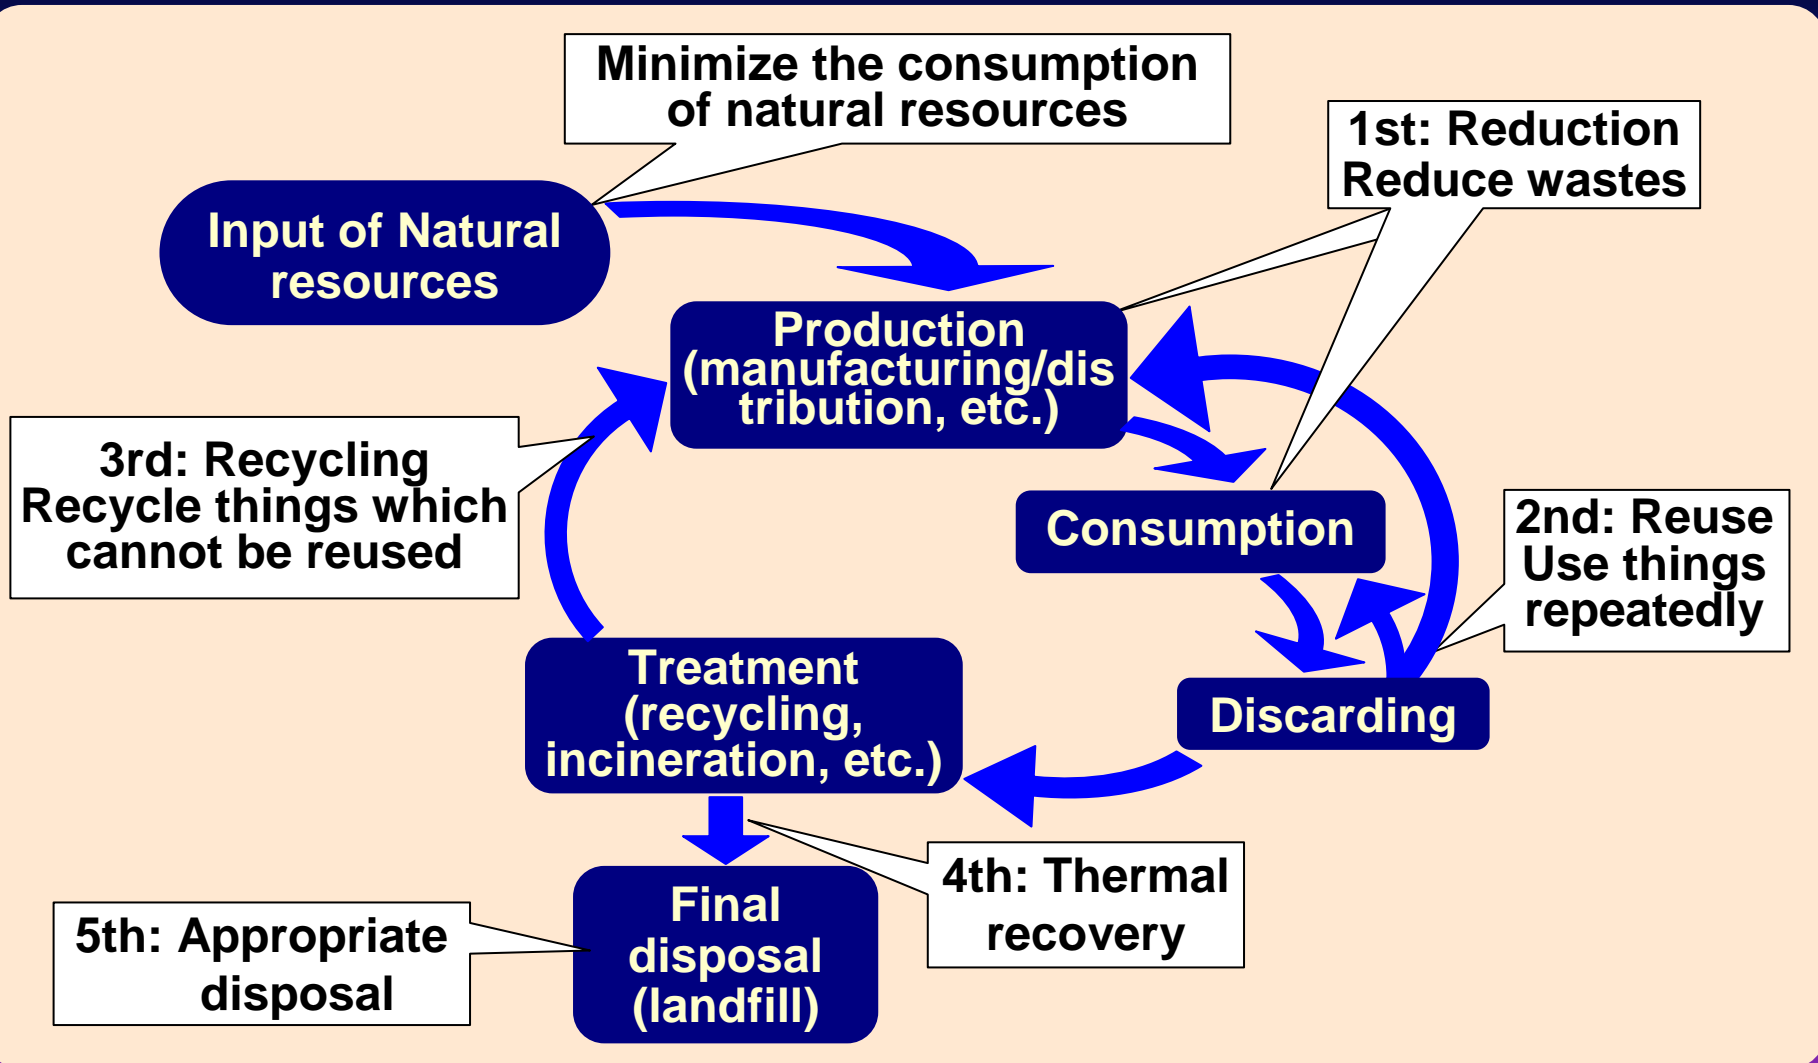 Minimize the consumption
of natural resources
1st: Reduction
Reduce wastes
Input of Natural
resources
Production
(manufacturing/dis
tribution, etc.)
3rd: Recycling
Recycle things which
cannot be reused
Consumption
2nd: Reuse
Use things
repeatedly
Treatment
(recycling,
incineration, etc.)
Discarding
4th: Thermal
recovery
Final
disposal
(landfill)
5th: Appropriate
disposal